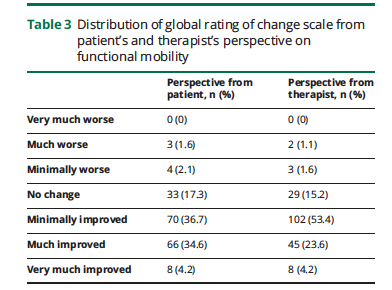 Table 3 Distribution of global rating of change scale from
patient's and therapist's perspective on
functional mobility
Perspective from patient, n (%) Perspective from therapist, n (%)
Very much worse 0 (0) 0 (0)
Much worse 3 (1.6) 2 (1.1)
Minimally worse 4 (2.1) 3 (1.6)
No change 33 (17.3) 29 (15.2)
Minimally improved 70 (36.7) 102 (53.4)
Much improved 66 (34.6) 45 (23.6)
Very much improved 8 (4.2) 8 (4.2)